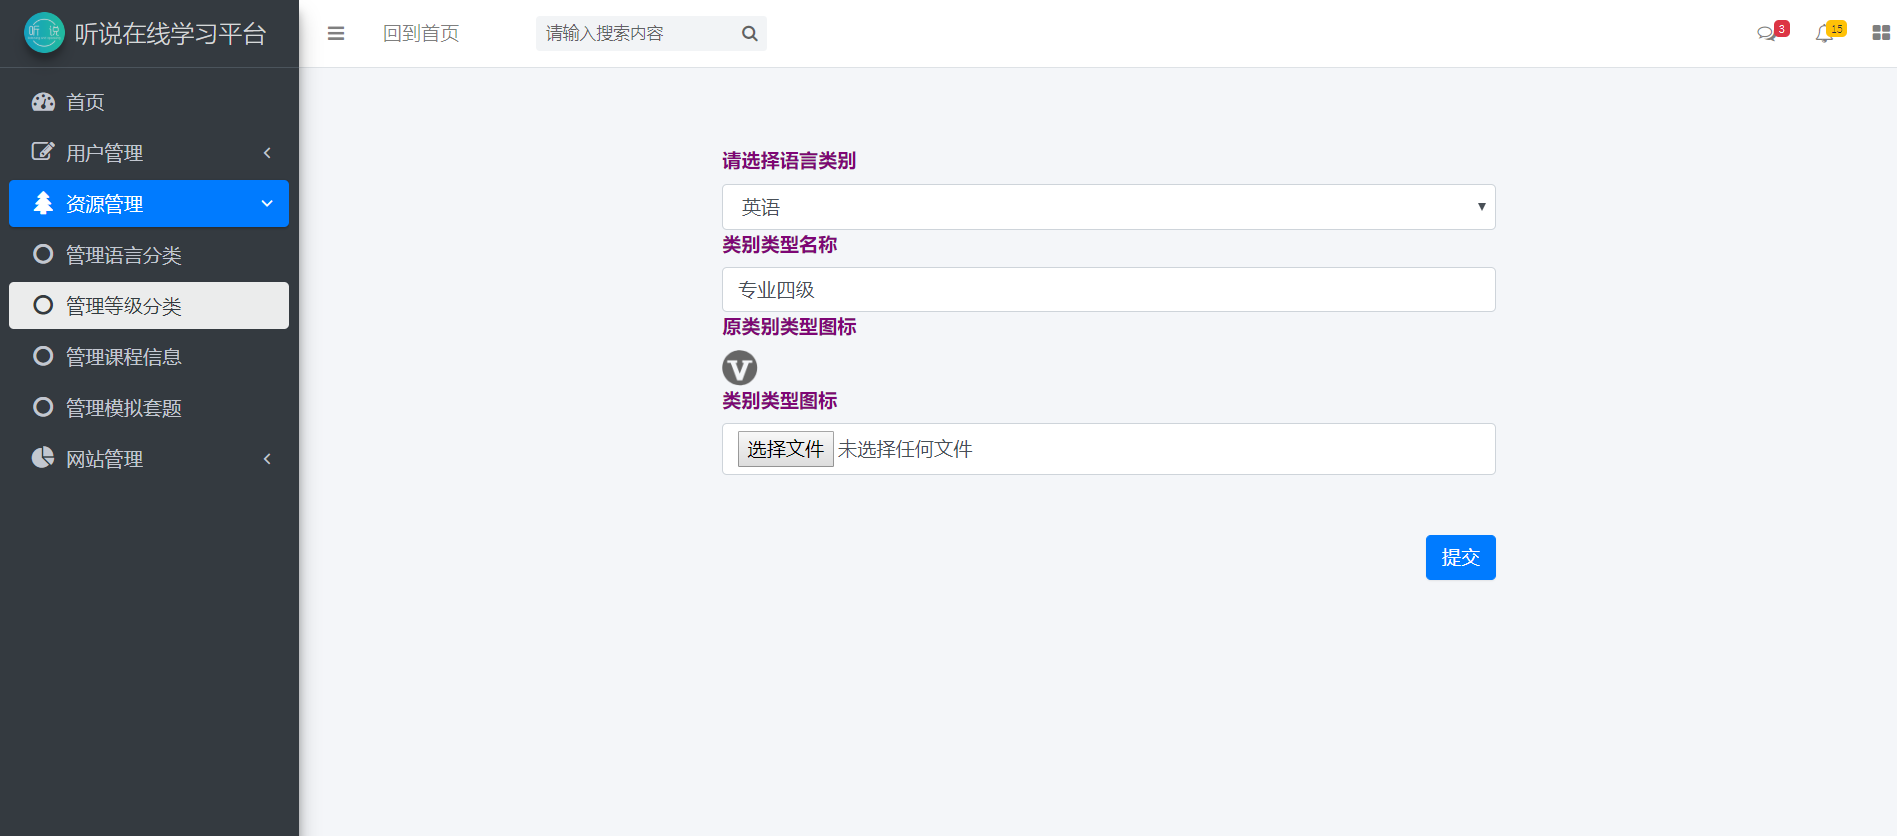 听说在线学习平台
回到首页
请输入搜索内容
3
15
首页
用户管理
资源管理
管理语言分类
管理等级分类
管理课程信息
管理模拟套题
网站管理
请选择语言类别
英语
类别类型名称
专业四级
原类别类型图标
V
类别类型图标
选择文件 未选择任何文件
提交